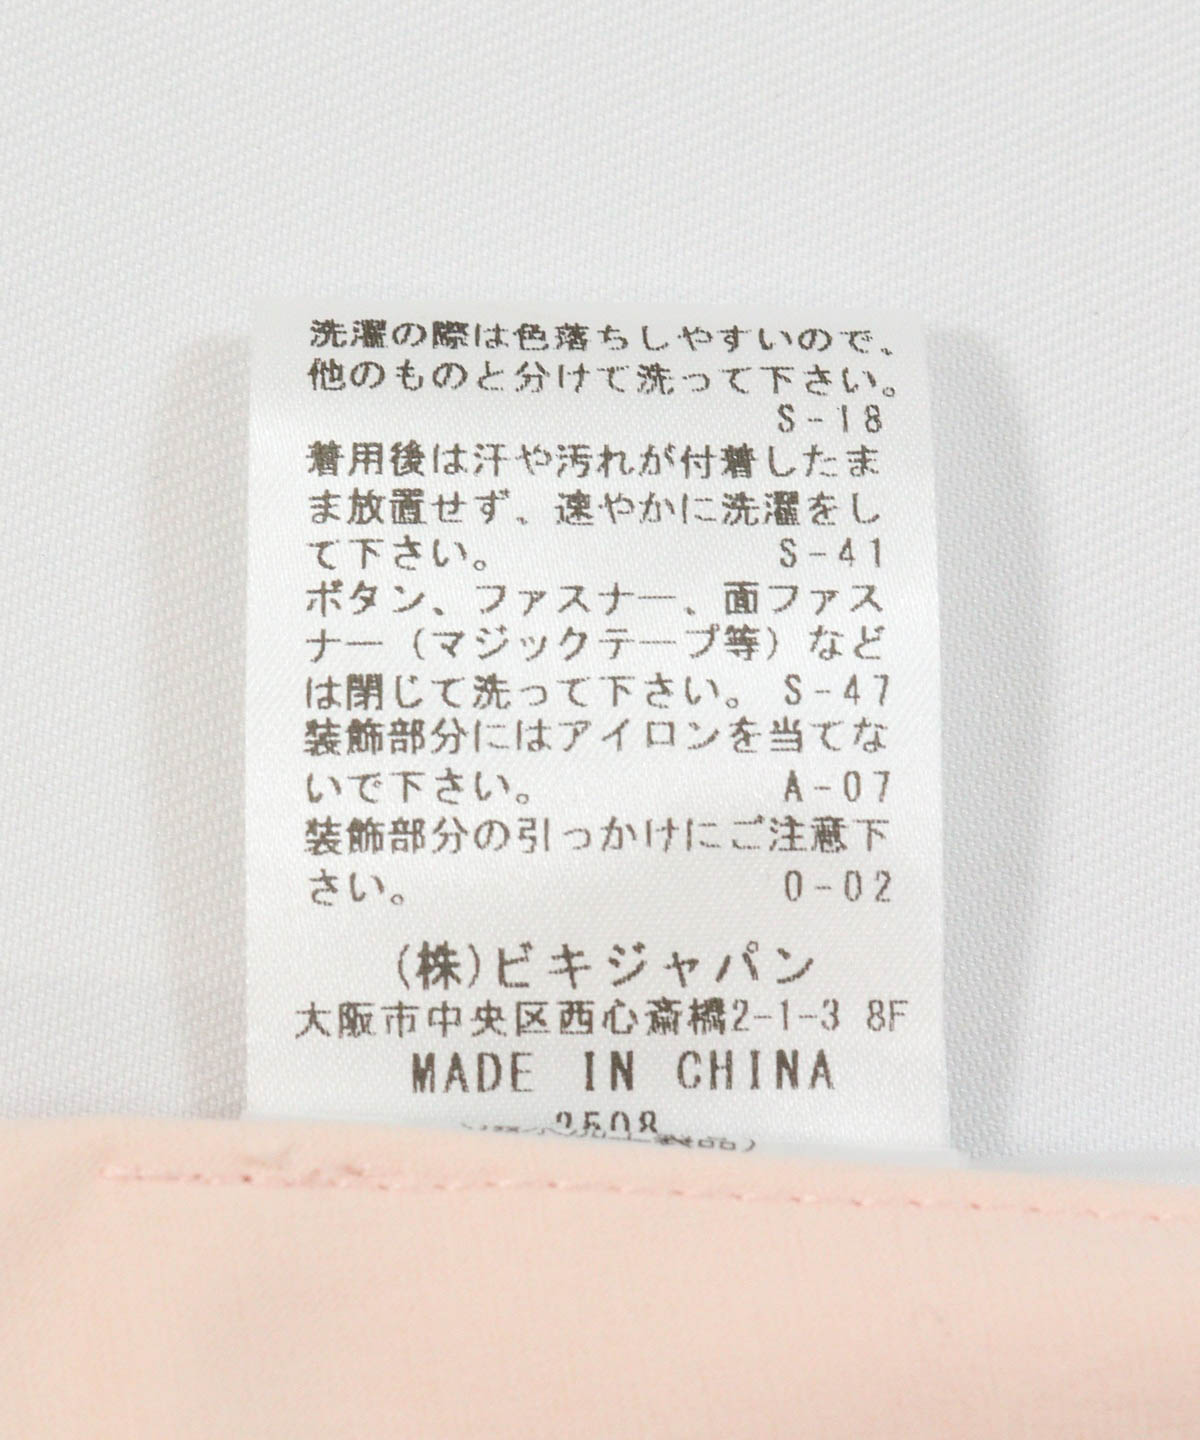 洗濯の際は色落ちしやすいので、
他のものと分けて洗って下さい。
S-18
着用後は汗や汚れが付着したま
ま放置せず、速やかに洗濯をし
て下さい。 S-41
ボタン、ファスナー、面ファス
ナー（マジックテープ等）など
は閉じて洗って下さい。 S-47
装飾部分にはアイロンを当てな
いで下さい。 A-07
装飾部分の引っかけにご注意下
さい。 O-02
(株)ビキジャパン
大阪市中央区西心斎橋2-1-3 8F
MADE IN CHINA
2508
製品）